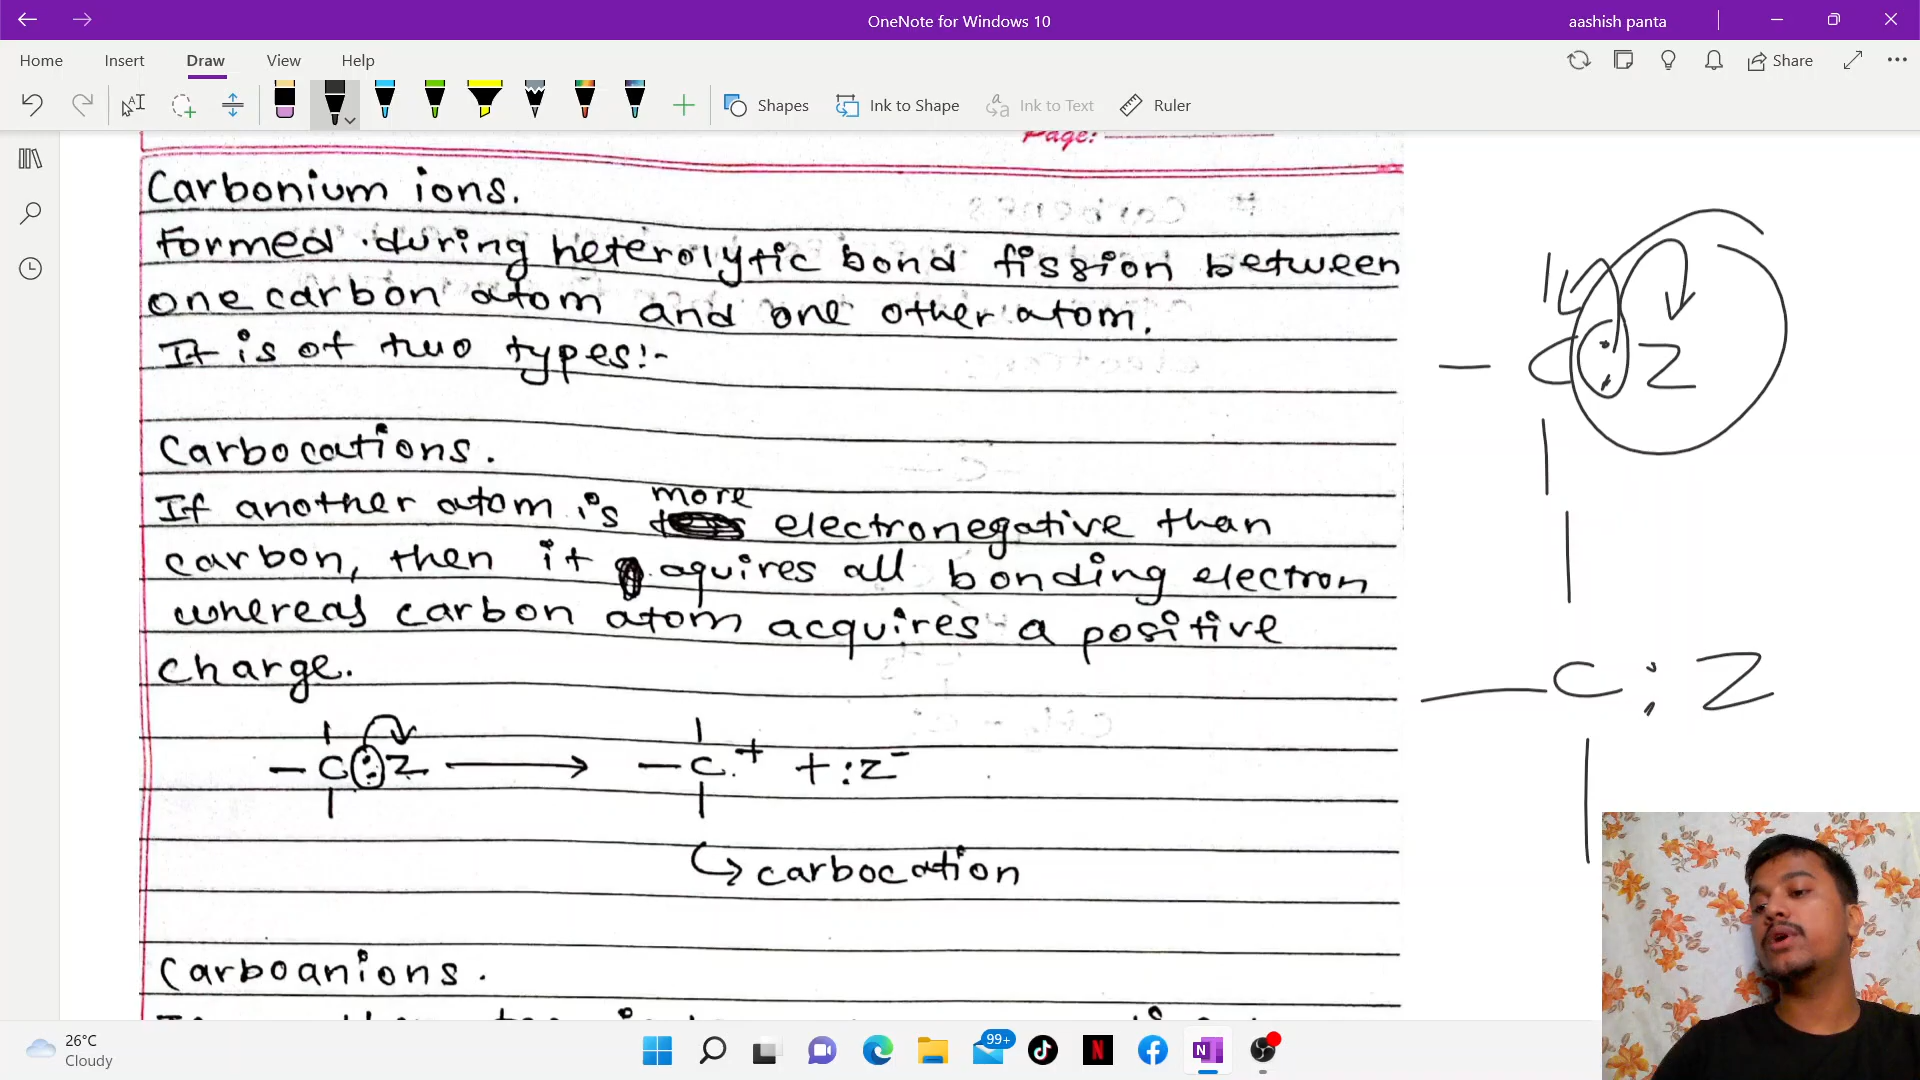 OneNote for Windows 10
aashish panta
Home Insert Draw View Help
Share
Shapes Ink to Shape Ink to Text Ruler
Page:
Carbonium ions.
Formed during heterolytic bond fission between
one carbon atom and one other atom.
It is of two types:-
Carbocations.
more
If another atom is electronegative than
carbon, then it aquires all bonding electron
whereas carbon atom acquires a positive
charge.
-C:Z → -C+ + :Z-
carbocation
Carboanions.
-C:Z
-C:Z
26°C
Cloudy
99+